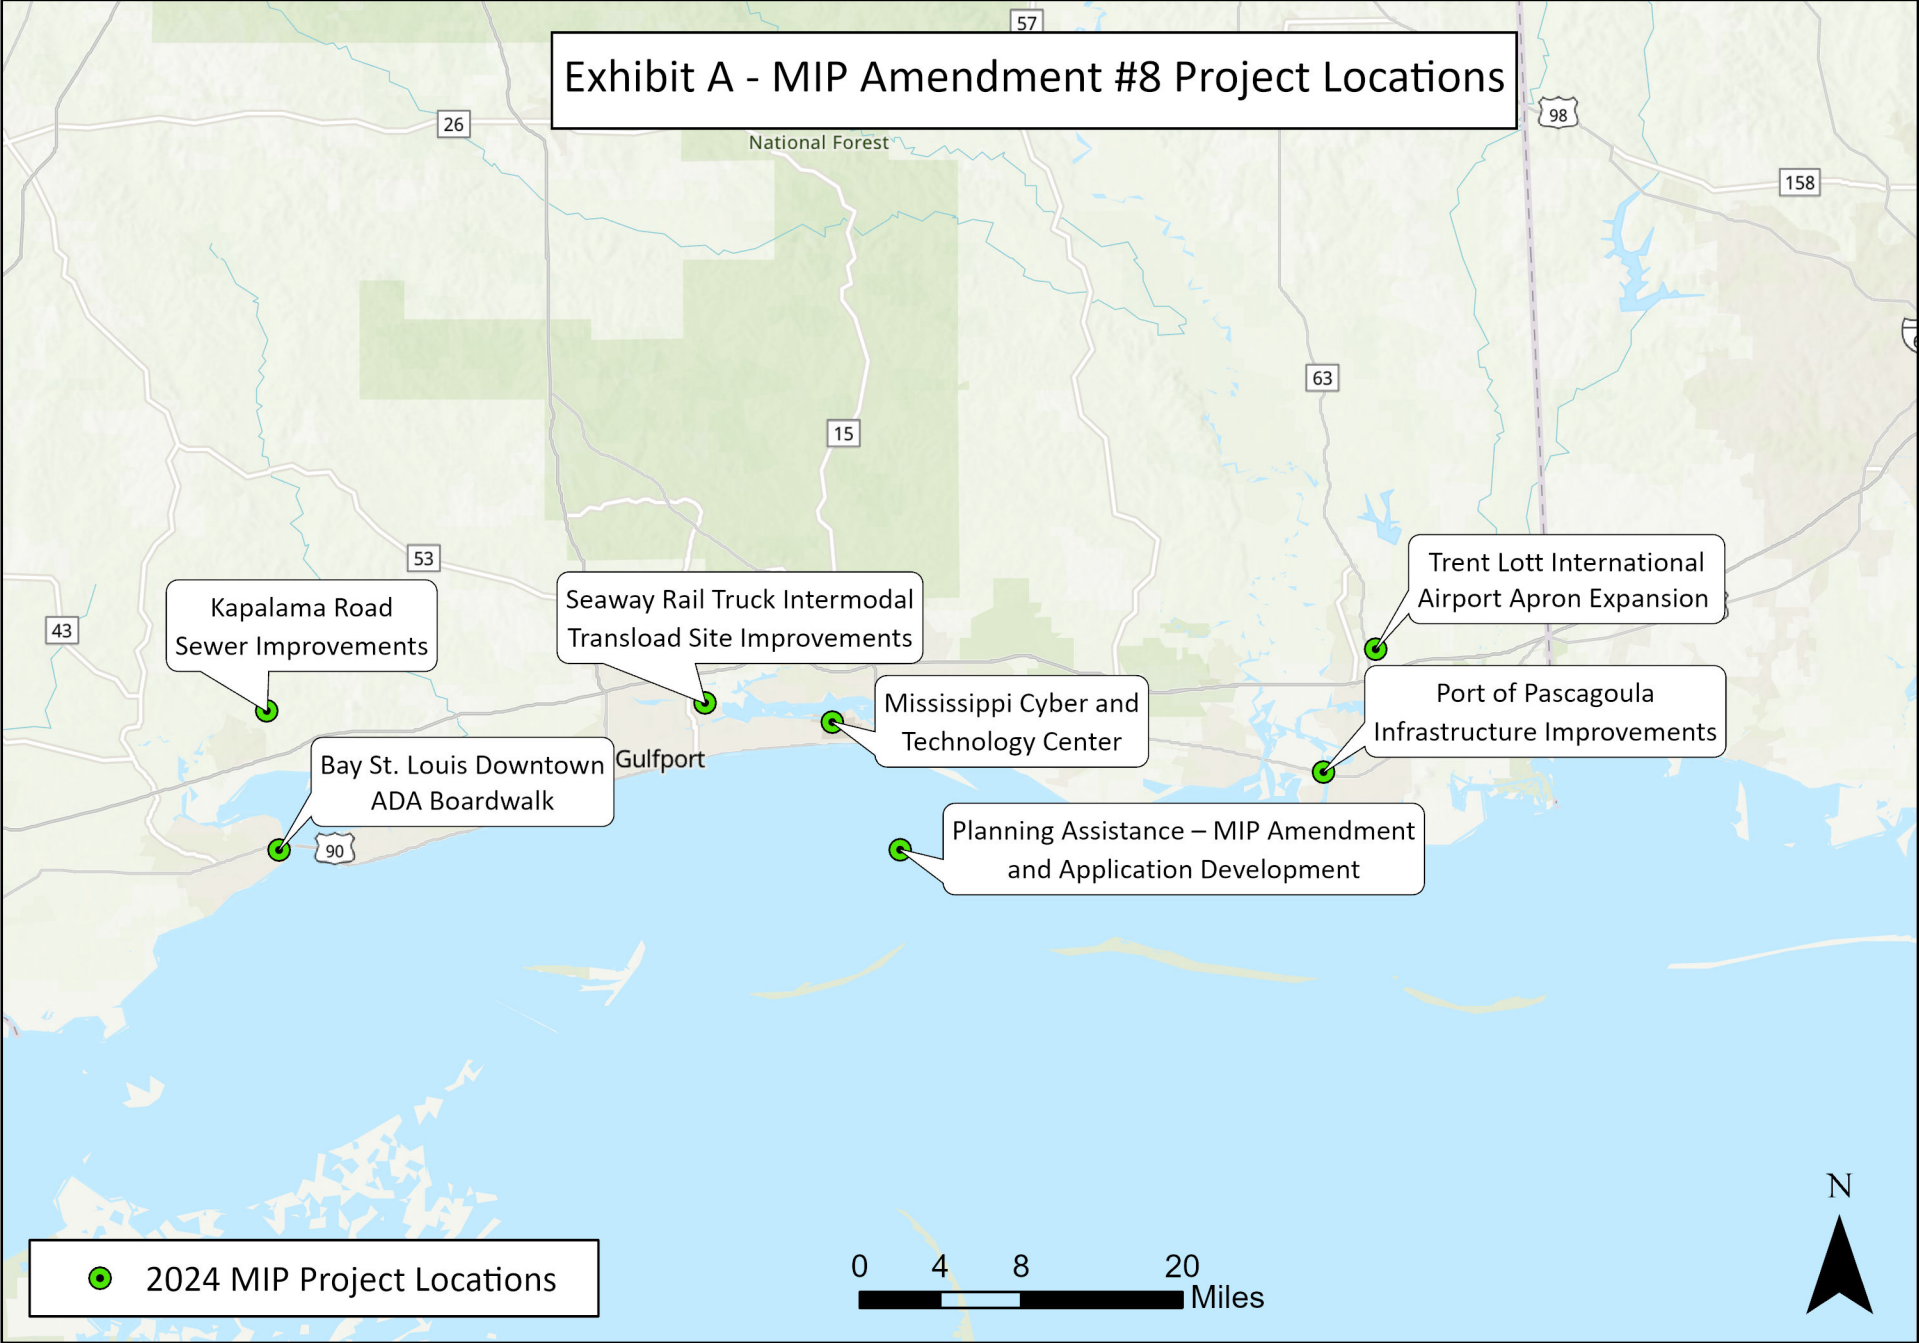 57
Exhibit A - MIP Amendment #8 Project Locations
98
26
National Forest
158
63
15
53
Trent Lott International
Airport Apron Expansion
Kapalama Road
Sewer Improvements
Seaway Rail Truck Intermodal
Transload Site Improvements
43
Mississippi Cyber and
Technology Center
Port of Pascagoula
Infrastructure Improvements
Gulfport
Bay St. Louis Downtown
ADA Boardwalk
90
Planning Assistance – MIP Amendment
and Application Development
N
2024 MIP Project Locations
0 4 8 20
Miles